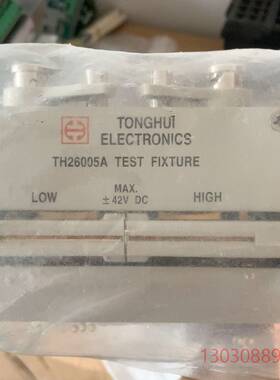 TONGHUI
ELECTRONICS
TH26005A TEST FIXTURE
LOW
MAX.
± 42V DC
HIGH
13030889